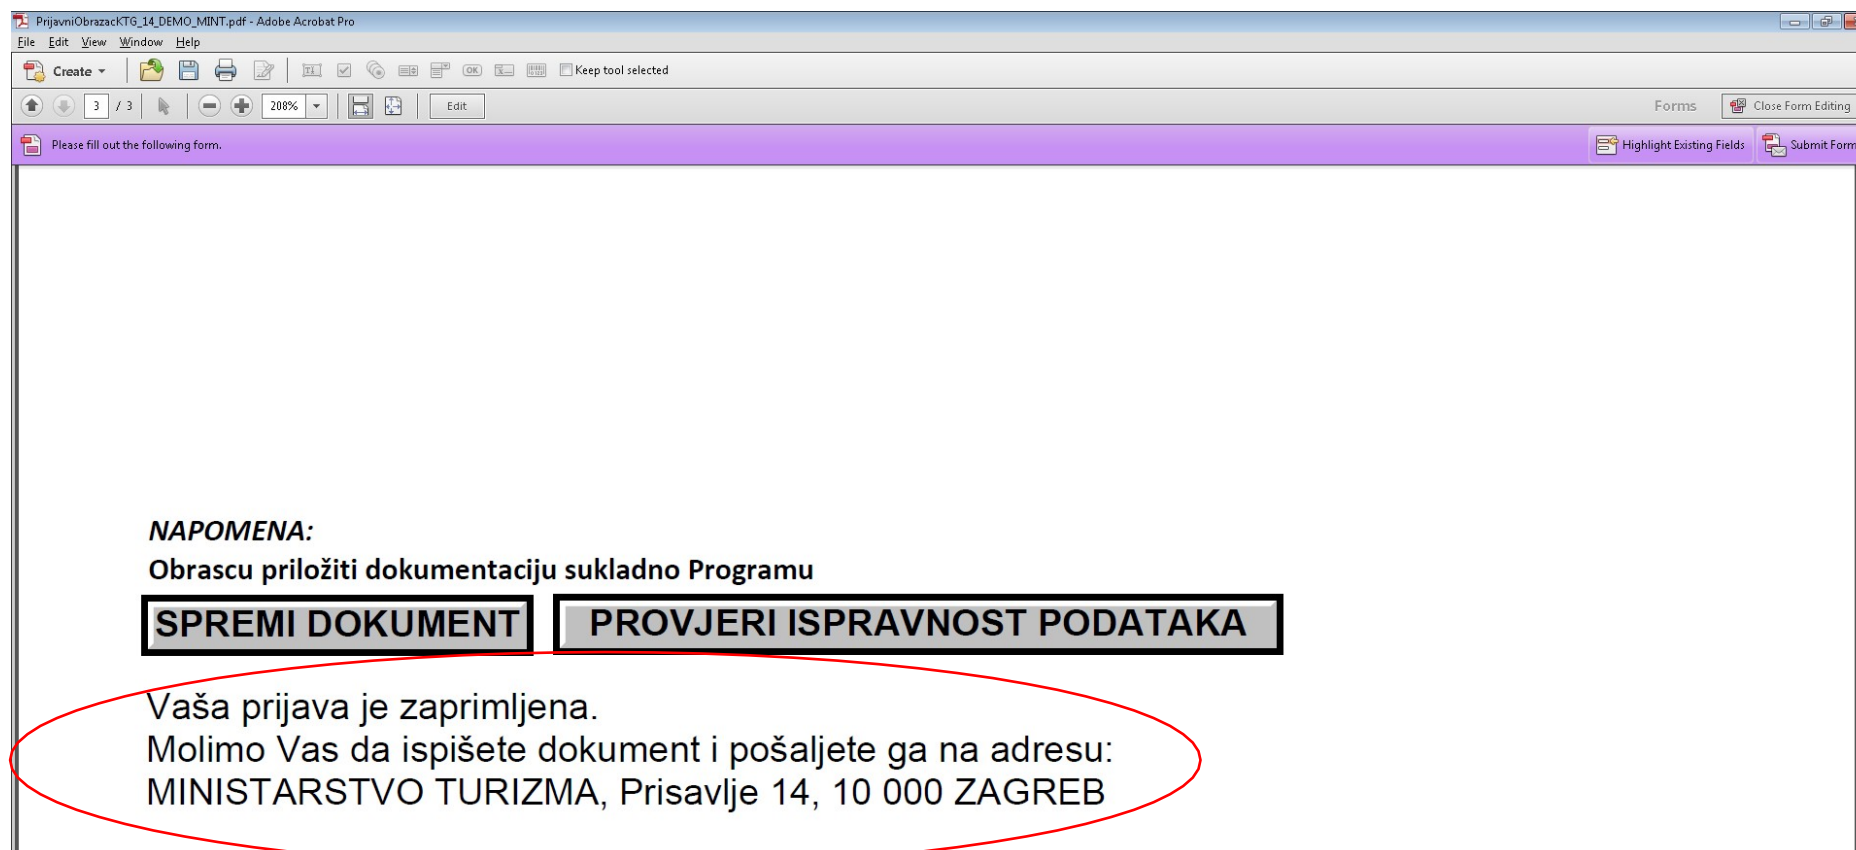 PrijavniObrazacKTG_14_DEMO_MINT.pdf - Adobe Acrobat Pro
File Edit View Window Help
Create Keep tool selected
3 / 3 208% Edit Forms Close Form Editing
Please fill out the following form. Highlight Existing Fields Submit Form
NAPOMENA:
Obrascu priložiti dokumentaciju sukladno Programu
SPREMI DOKUMENT PROVJERI ISPRAVNOST PODATAKA
Vaša prijava je zaprimljena.
Molimo Vas da ispišete dokument i pošaljete ga na adresu:
MINISTARSTVO TURIZMA, Prisavlje 14, 10 000 ZAGREB